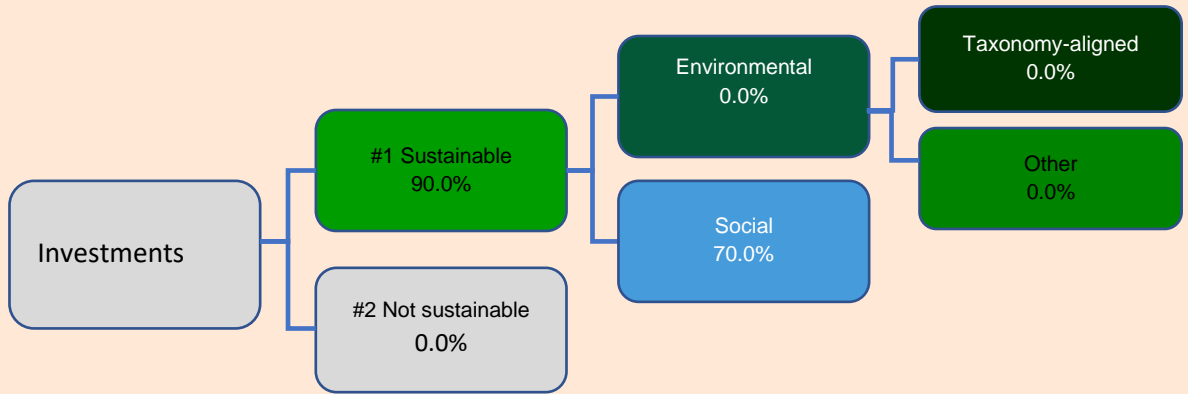 Investments
#1 Sustainable
90.0%
#2 Not sustainable
0.0%
Environmental
0.0%
Social
70.0%
Taxonomy-aligned
0.0%
Other
0.0%